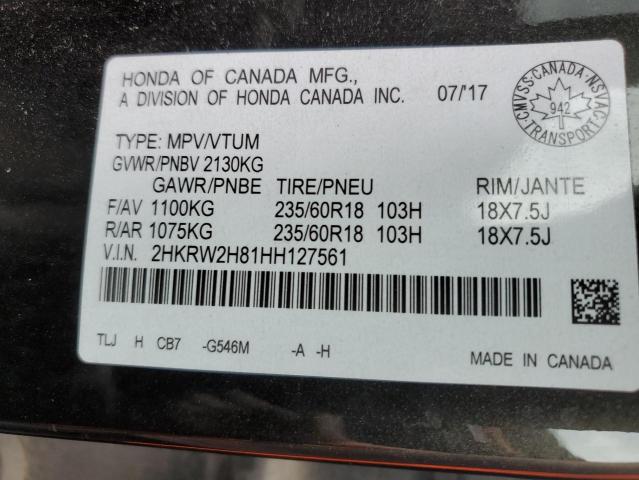 HONDA OF CANADA MFG.,
A DIVISION OF HONDA CANADA INC. 07/'17
CANADA
CMVSS-NSVAC
942
TRANSPORT
TYPE: MPV/VTUM
GVWR/PNBV 2130KG
GAWR/PNBE TIRE/PNEU RIM/JANTE
F/AV 1100KG 235/60R18 103H 18X7.5J
R/AR 1075KG 235/60R18 103H 18X7.5J
V.I.N. 2HKRW2H81HH127561
TLJ H CB7 -G546M -A -H
MADE IN CANADA